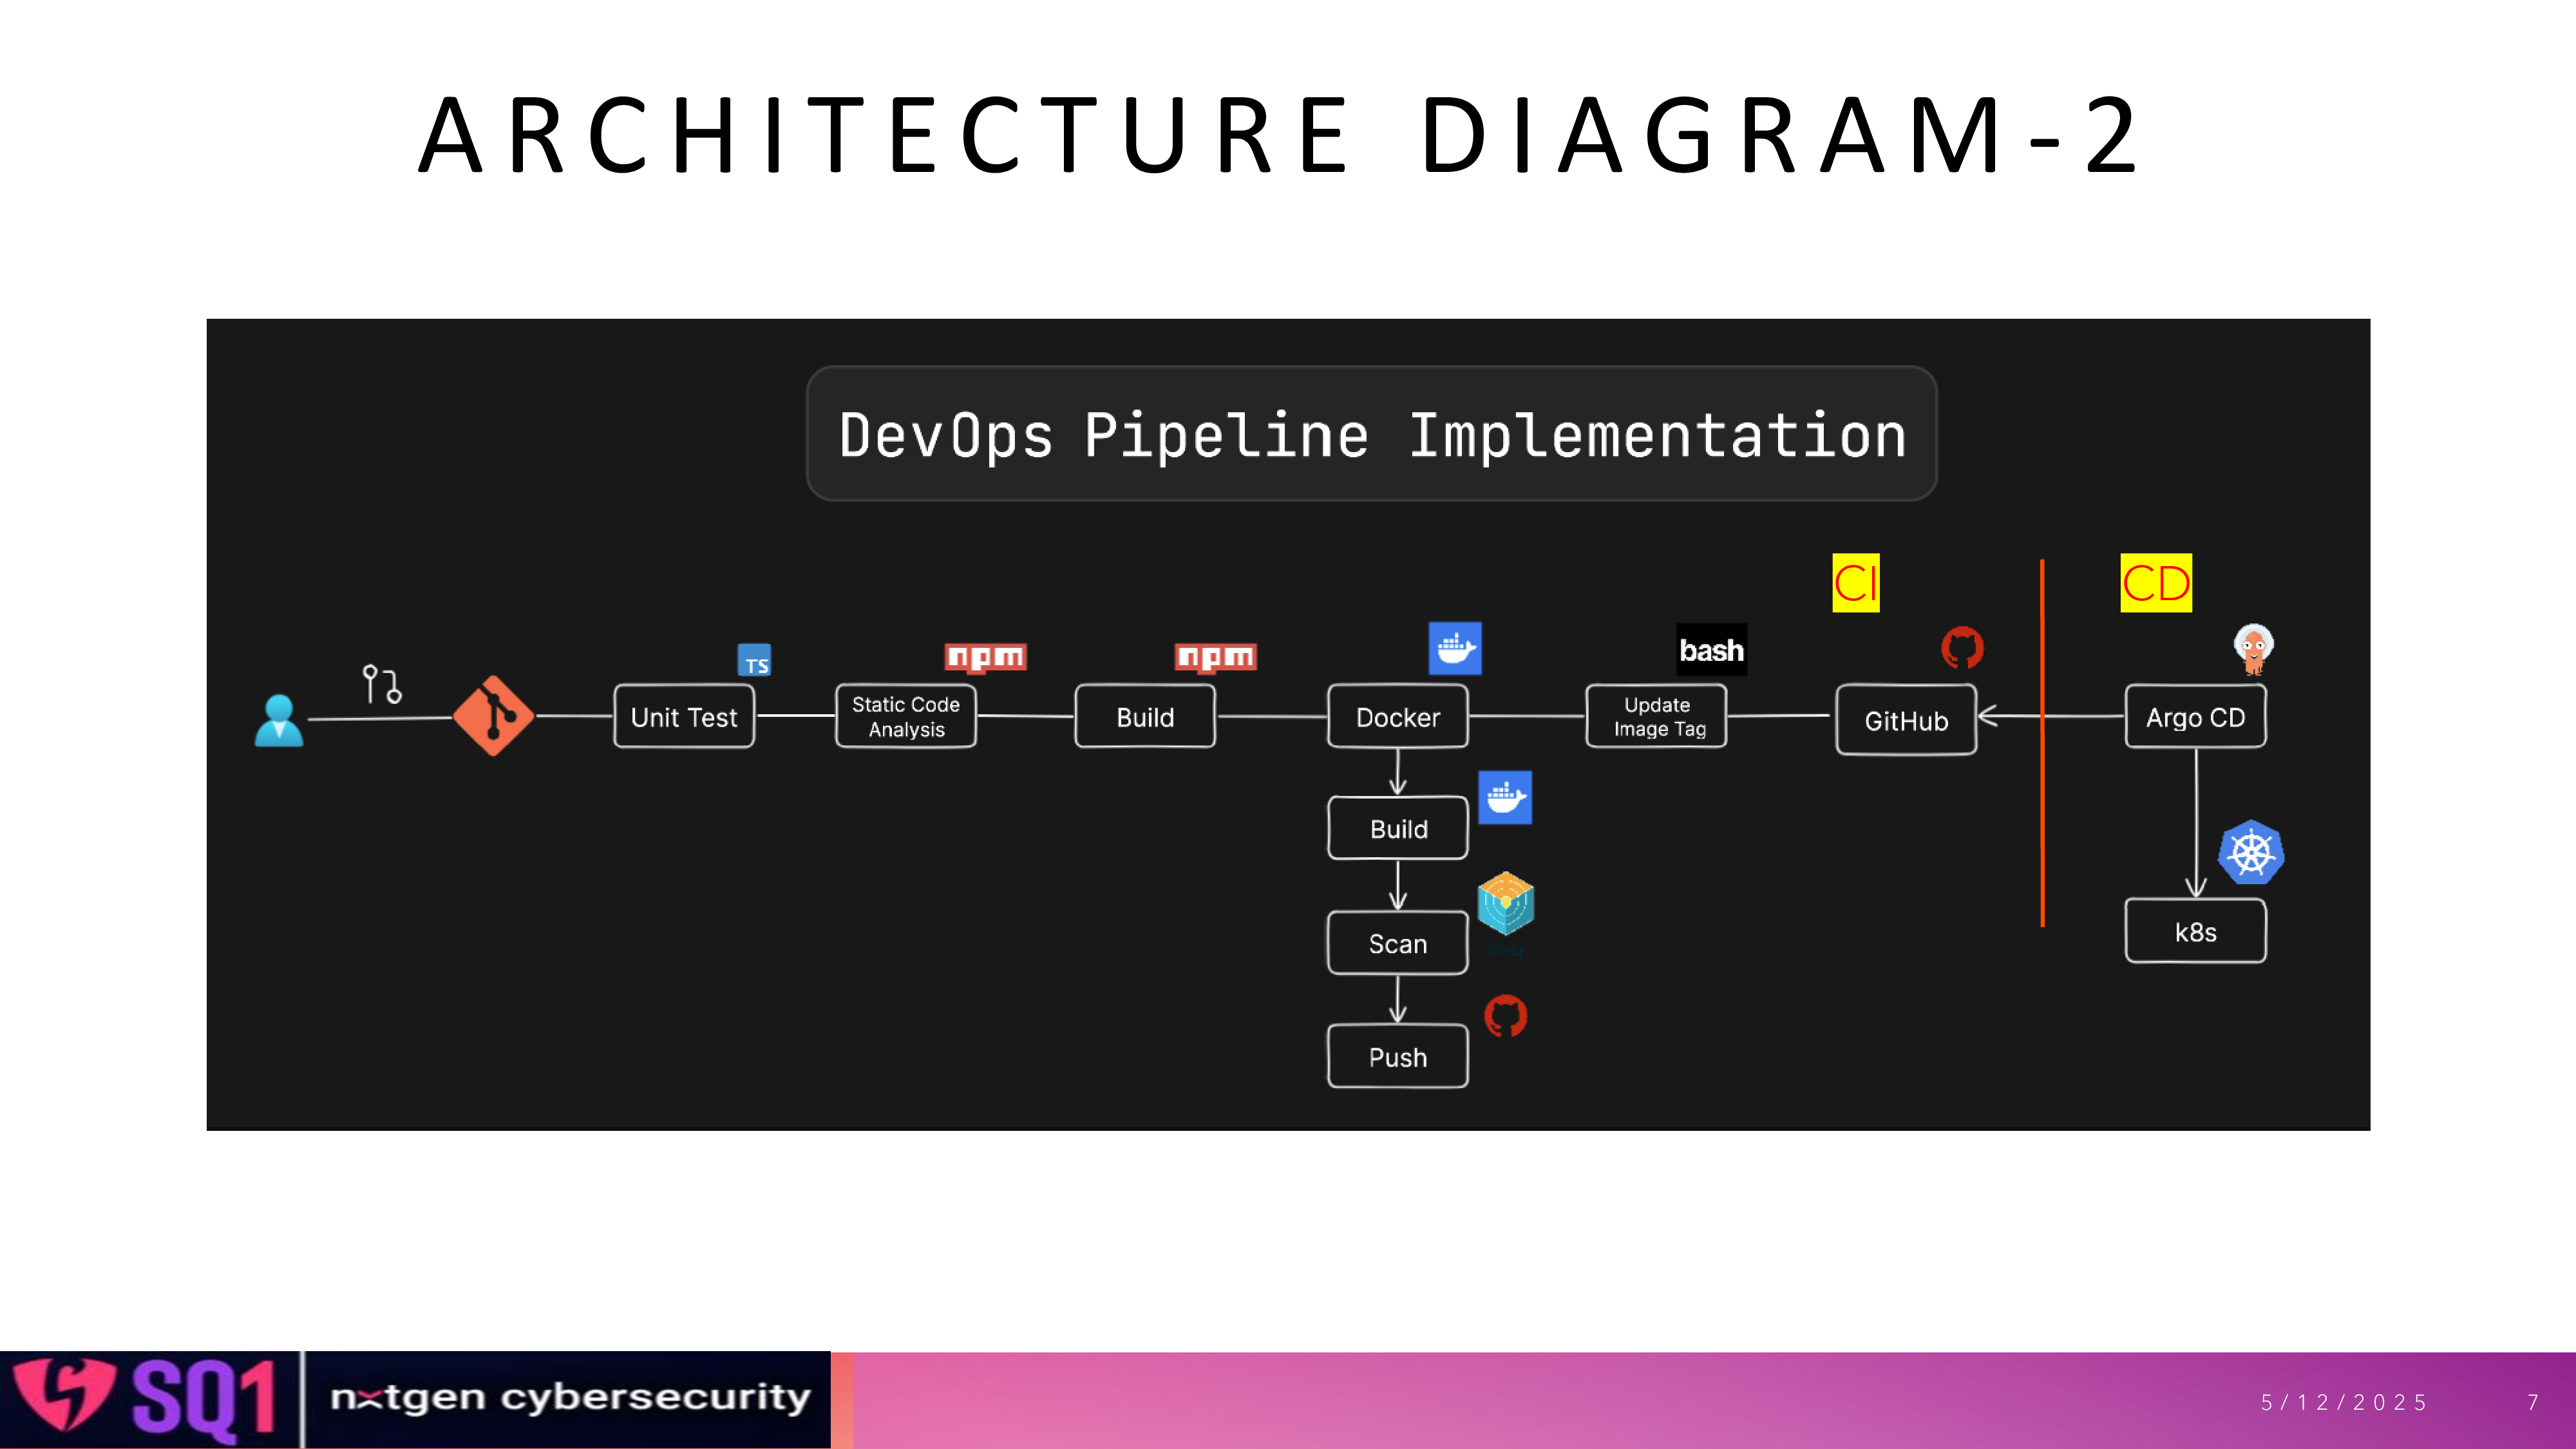 ARCHITECTURE DIAGRAM-2
DevOps Pipeline Implementation
CI
CD
TS
npm
npm
bash
Unit Test
Static Code
Analysis
Build
Docker
Update
Image Tag
GitHub
Argo CD
Build
Scan
k8s
Push
SQ1
nxtgen cybersecurity
5/12/2025
7